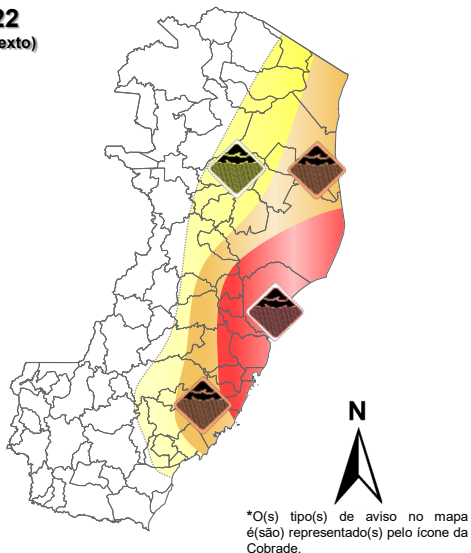 22
exto)
N
*O(s) tipo(s) de aviso no mapa
é(são) representado(s) pelo ícone da
Cobrade.